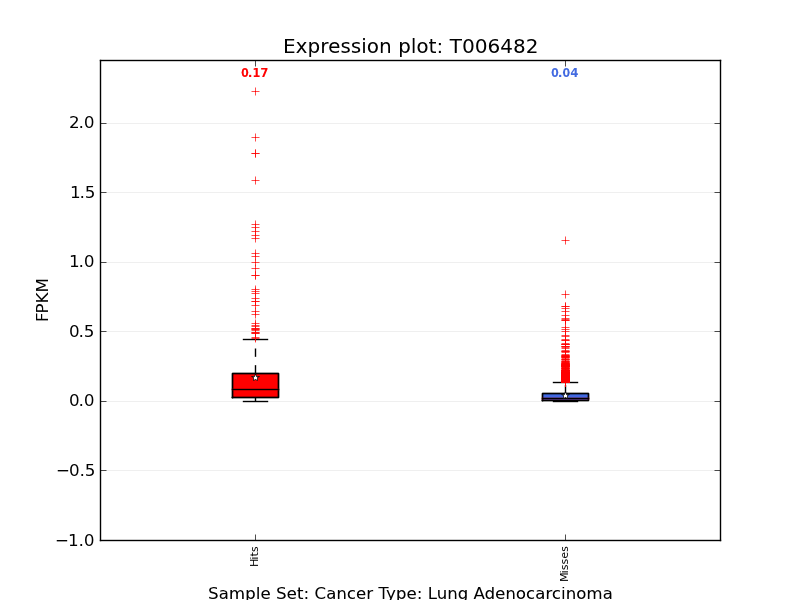 Expression plot: T006482
0.17
0.04
2.0
1.5
1.0
0.5
0.0
−0.5
−1.0
FPKM
Hits
Misses
Sample Set: Cancer Type: Lung Adenocarcinoma